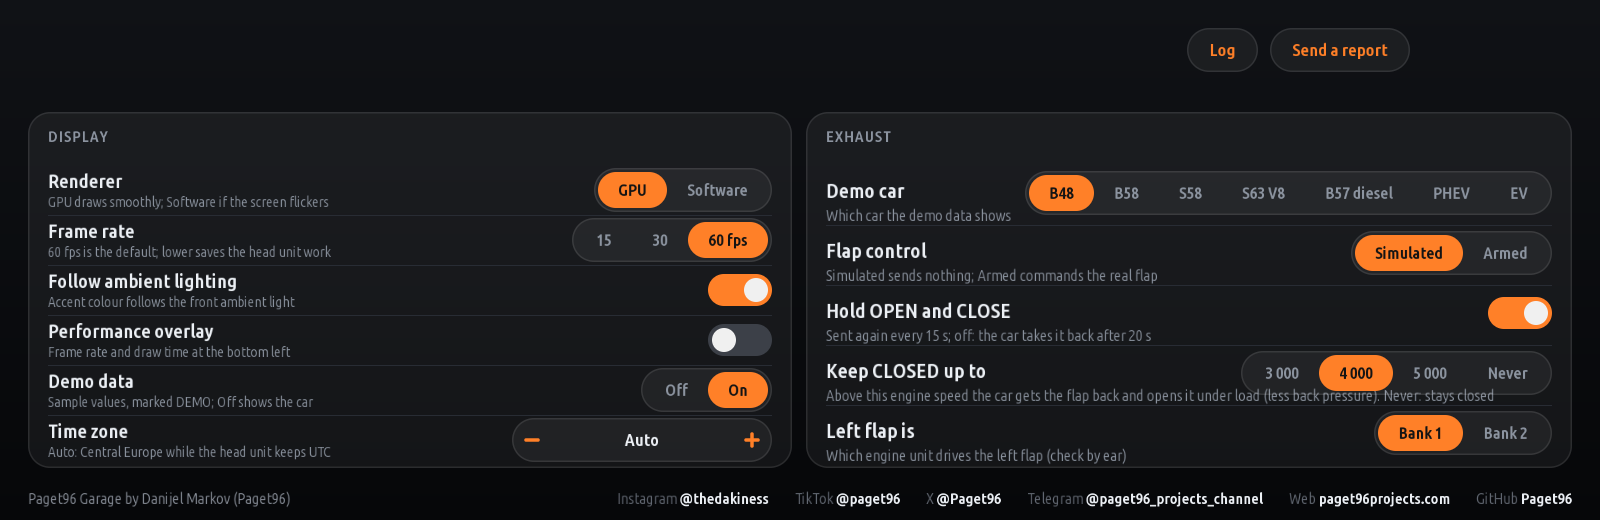 Log Send a report
DISPLAY
Renderer GPU Software
GPU draws smoothly; Software if the screen flickers
Frame rate 15 30 60 fps
60 fps is the default; lower saves the head unit work
Follow ambient lighting
Accent colour follows the front ambient light
Performance overlay
Frame rate and draw time at the bottom left
Demo data Off On
Sample values, marked DEMO; Off shows the car
Time zone − Auto +
Auto: Central Europe while the head unit keeps UTC
EXHAUST
Demo car B48 B58 S58 S63 V8 B57 diesel PHEV EV
Which car the demo data shows
Flap control Simulated Armed
Simulated sends nothing; Armed commands the real flap
Hold OPEN and CLOSE
Sent again every 15 s; off: the car takes it back after 20 s
Keep CLOSED up to 3 000 4 000 5 000 Never
Above this engine speed the car gets the flap back and opens it under load (less back pressure). Never: stays closed
Left flap is Bank 1 Bank 2
Which engine unit drives the left flap (check by ear)
Paget96 Garage by Danijel Markov (Paget96) Instagram @thedakiness TikTok @paget96 X @Paget96 Telegram @paget96_projects_channel Web paget96projects.com GitHub Paget96